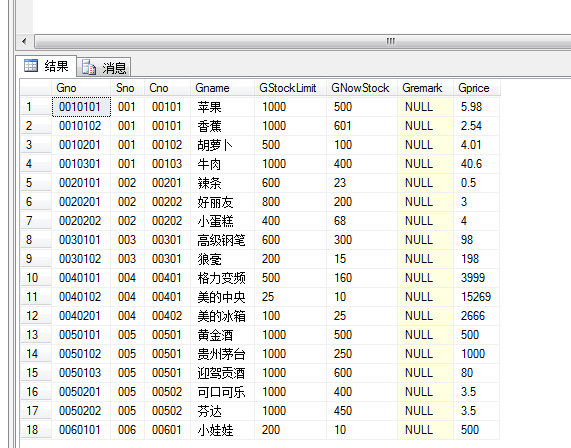 结果 消息
Gno Sno Cno Gname GStockLimit GNowStock Gremark Gprice
1 0010101 001 00101 苹果 1000 500 NULL 5.98
2 0010102 001 00101 香蕉 1000 601 NULL 2.54
3 0010201 001 00102 胡萝卜 500 100 NULL 4.01
4 0010301 001 00103 牛肉 1000 400 NULL 40.6
5 0020101 002 00201 辣条 600 23 NULL 0.5
6 0020201 002 00202 好丽友 800 200 NULL 3
7 0020202 002 00202 小蛋糕 400 68 NULL 4
8 0030101 003 00301 高级钢笔 600 300 NULL 98
9 0030102 003 00301 狼毫 200 15 NULL 198
10 0040101 004 00401 格力变频 500 160 NULL 3999
11 0040102 004 00401 美的中央 25 10 NULL 15269
12 0040201 004 00402 美的冰箱 100 25 NULL 2666
13 0050101 005 00501 黄金酒 1000 500 NULL 500
14 0050102 005 00501 贵州茅台 1000 250 NULL 1000
15 0050103 005 00501 迎驾贡酒 1000 600 NULL 80
16 0050201 005 00502 可口可乐 1000 400 NULL 3.5
17 0050202 005 00502 芬达 1000 450 NULL 3.5
18 0060101 006 00601 小娃娃 200 10 NULL 500